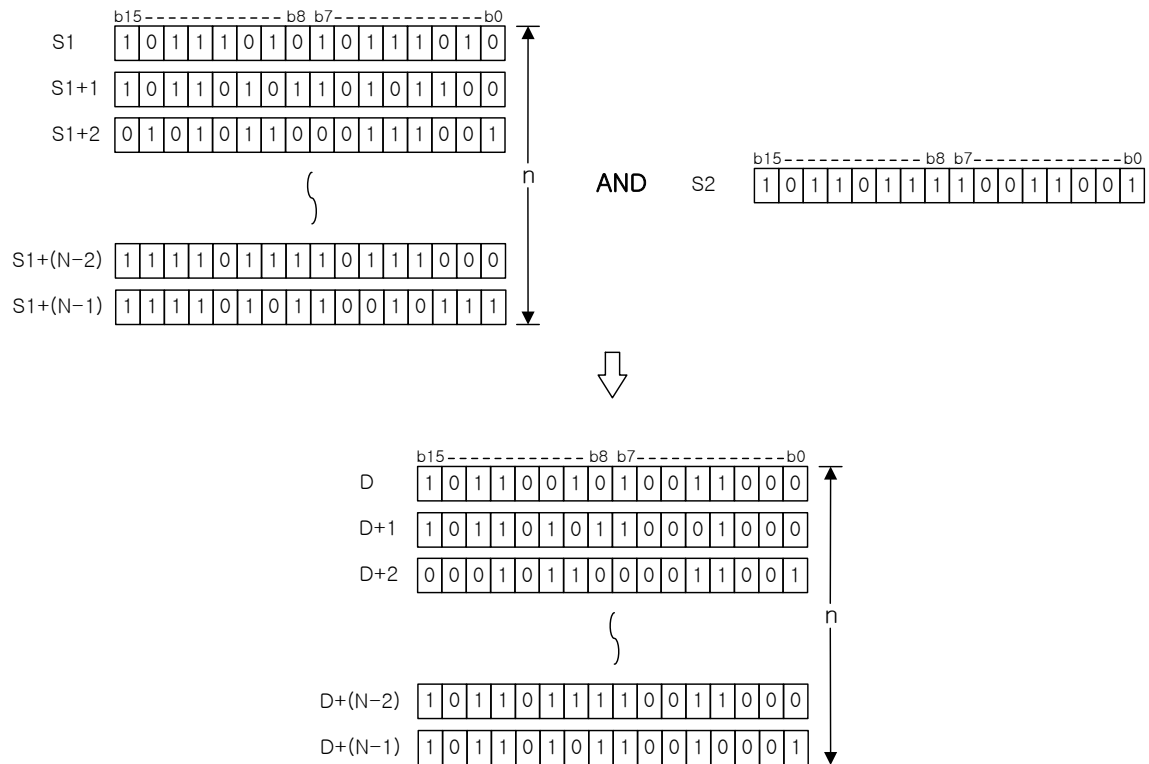 b15---------------b8 b7---------------b0
S1 1 0 1 1 1 0 1 0 1 0 1 1 1 0 1 0
S1+1 1 0 1 1 0 1 0 1 1 0 1 0 1 1 0 0
S1+2 0 1 0 1 0 1 1 0 0 0 1 1 1 0 0 1
S1+(N-2) 1 1 1 1 0 1 1 1 1 0 1 1 1 0 0 0
S1+(N-1) 1 1 1 1 0 1 0 1 1 0 0 1 0 1 1 1
n
AND
b15---------------b8 b7---------------b0
S2 1 0 1 1 0 1 1 1 1 0 0 1 1 0 0 1
b15---------------b8 b7---------------b0
D 1 0 1 1 0 0 1 0 1 0 0 1 1 0 0 0
D+1 1 0 1 1 0 1 0 1 1 0 0 0 1 0 0 0
D+2 0 0 0 1 0 1 1 0 0 0 0 1 1 0 0 1
D+(N-2) 1 0 1 1 0 1 1 1 1 0 0 1 1 0 0 0
D+(N-1) 1 0 1 1 0 1 0 1 1 0 0 1 0 0 0 1
n